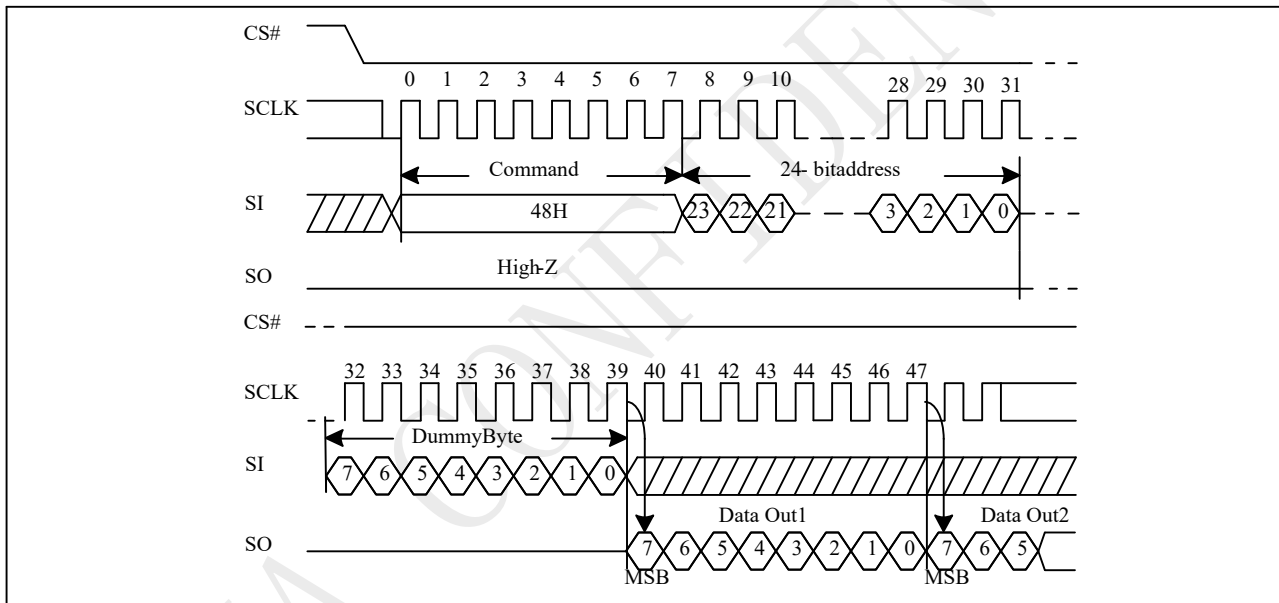 CS#
0 1 2 3 4 5 6 7 8 9 10 28 29 30 31
SCLK
Command 24- bitaddress
SI 48H 23 22 21 3 2 1 0
High-Z
SO
CS#
32 33 34 35 36 37 38 39 40 41 42 43 44 45 46 47
SCLK
DummyByte
SI 7 6 5 4 3 2 1 0
Data Out1 Data Out2
SO 7 6 5 4 3 2 1 0 7 6 5
MSB MSB